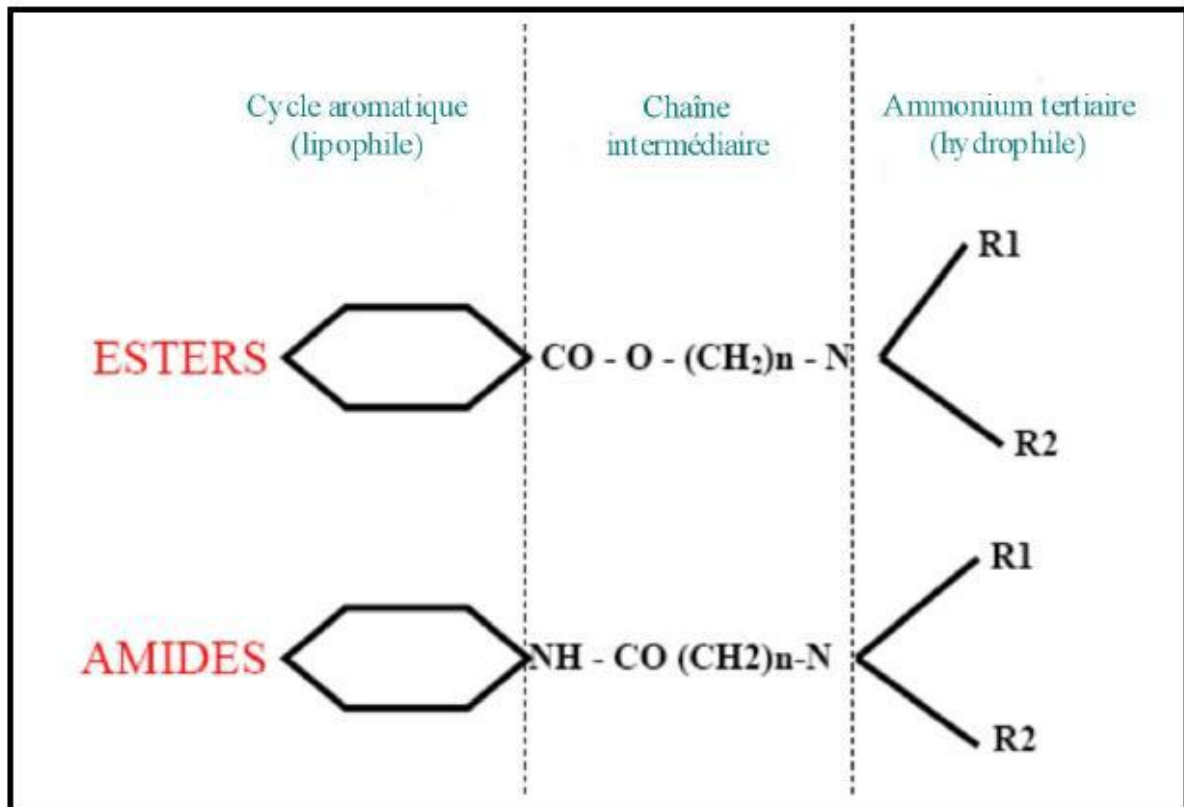 Cycle aromatique
(lipophile)
Chaîne
intermédiaire
Ammonium tertiaire
(hydrophile)
R1
ESTERS CO - O - (CH₂)n - N
R2
R1
AMIDES NH - CO (CH2)n-N
R2